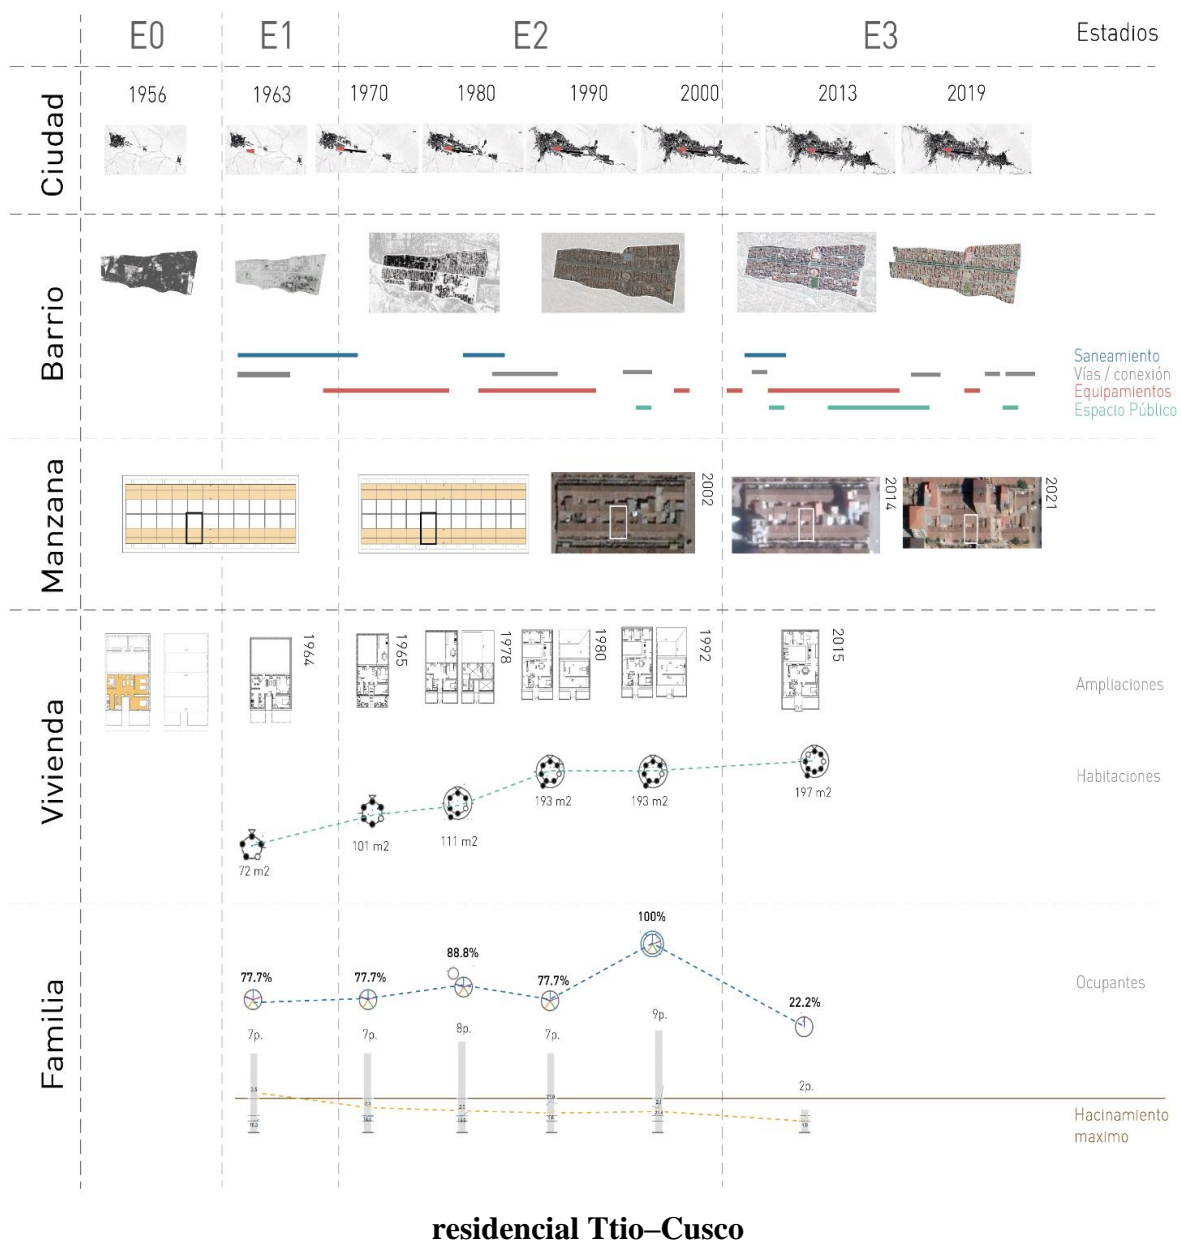 E0 E1 E2 E3 Estadios
Ciudad
1956 1963 1970 1980 1990 2000 2013 2019
Barrio
Saneamiento
Vías / conexión
Equipamientos
Espacio Público
Manzana
2002 2014 2021
Vivienda
1964 1965 1978 1980 1992 2015
Ampliaciones
Habitaciones
72 m2 101 m2 111 m2 193 m2 193 m2 197 m2
Familia
77.7% 77.7% 88.8% 77.7% 100% 22.2%
Ocupantes
7p. 7p. 8p. 7p. 9p. 2p.
Hacinamiento
maximo
residencial Ttio–Cusco